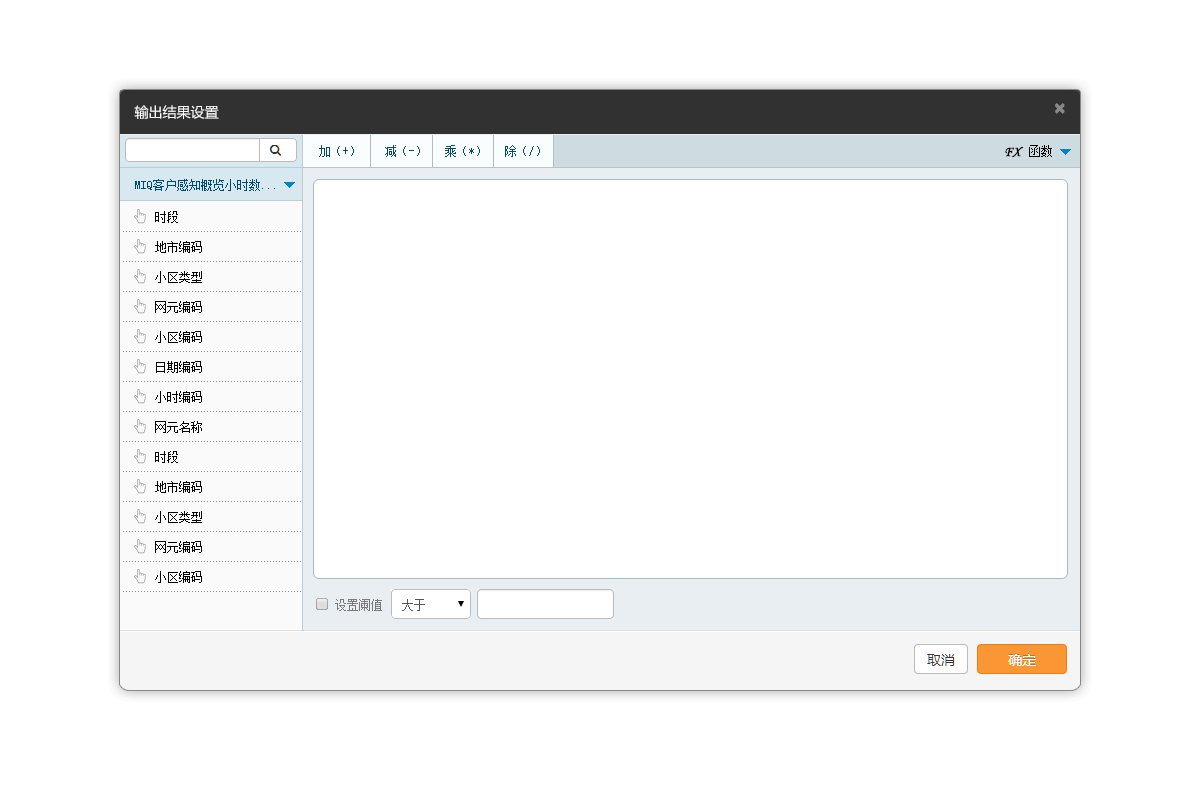 输出结果设置
加（+） 减（-） 乘（*） 除（/） FX 函数
MIQ客户感知概览小时数...
时段
地市编码
小区类型
网元编码
小区编码
日期编码
小时编码
网元名称
时段
地市编码
小区类型
网元编码
小区编码
设置阈值 大于
取消 确定